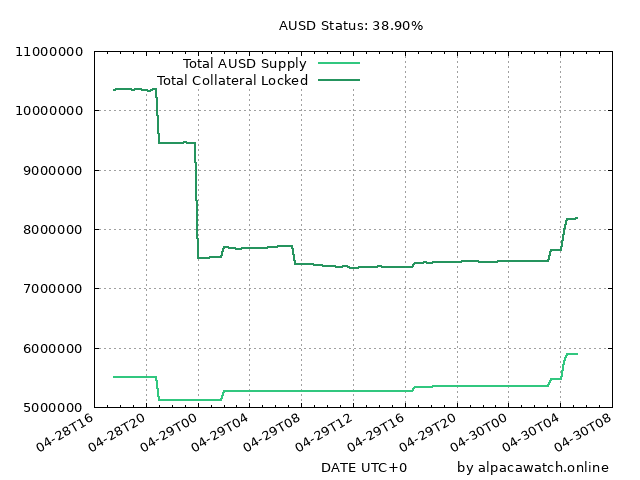 AUSD Status: 38.90%
11000000
Total AUSD Supply
Total Collateral Locked
10000000
9000000
8000000
7000000
6000000
5000000
04-28T16 04-28T20 04-29T00 04-29T04 04-29T08 04-29T12 04-29T16 04-29T20 04-30T00 04-30T04 04-30T08
DATE UTC+0 by alpacawatch.online